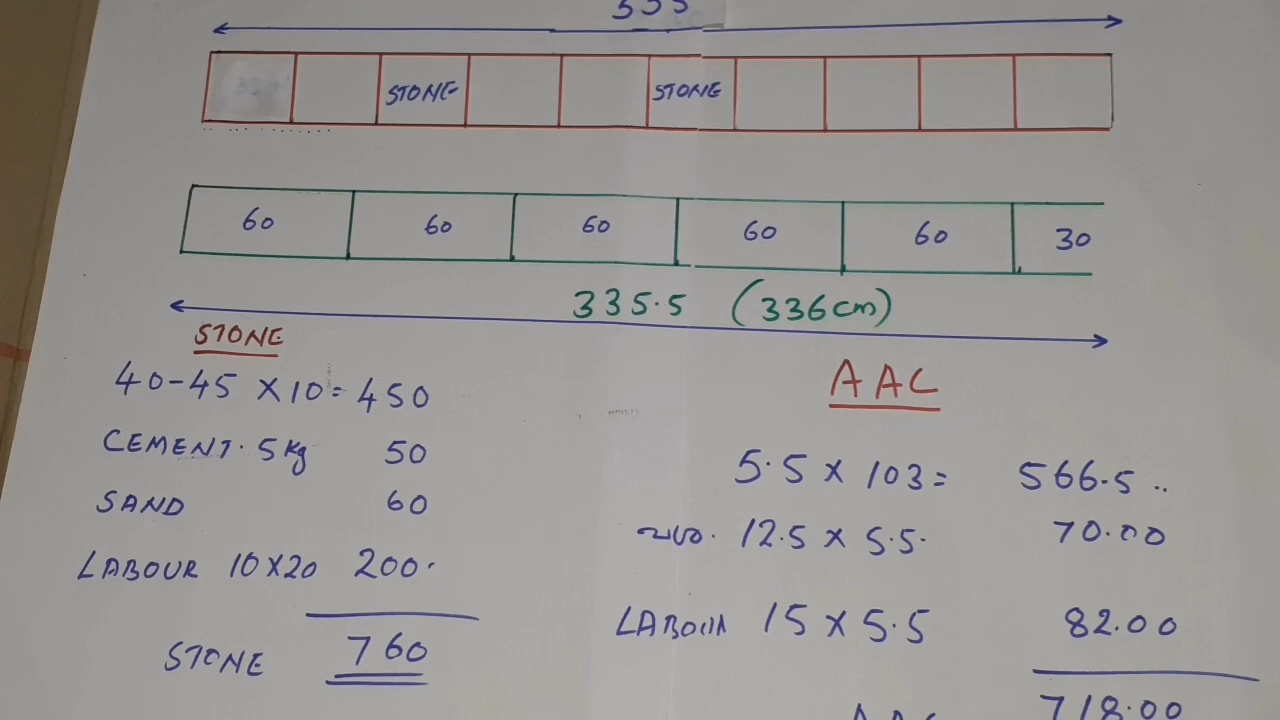 STONE STONE
60 60 60 60 60 30
335.5 (336cm)
STONE
40-45 X10= 450
CEMENT. 5Kg 50
SAND 60
LABOUR 10X20 200.
STONE 760
AAC
5.5 X 103= 566.5 ..
12.5 X 5.5. 70.00
LABOUR 15 X 5.5 82.00
718.00